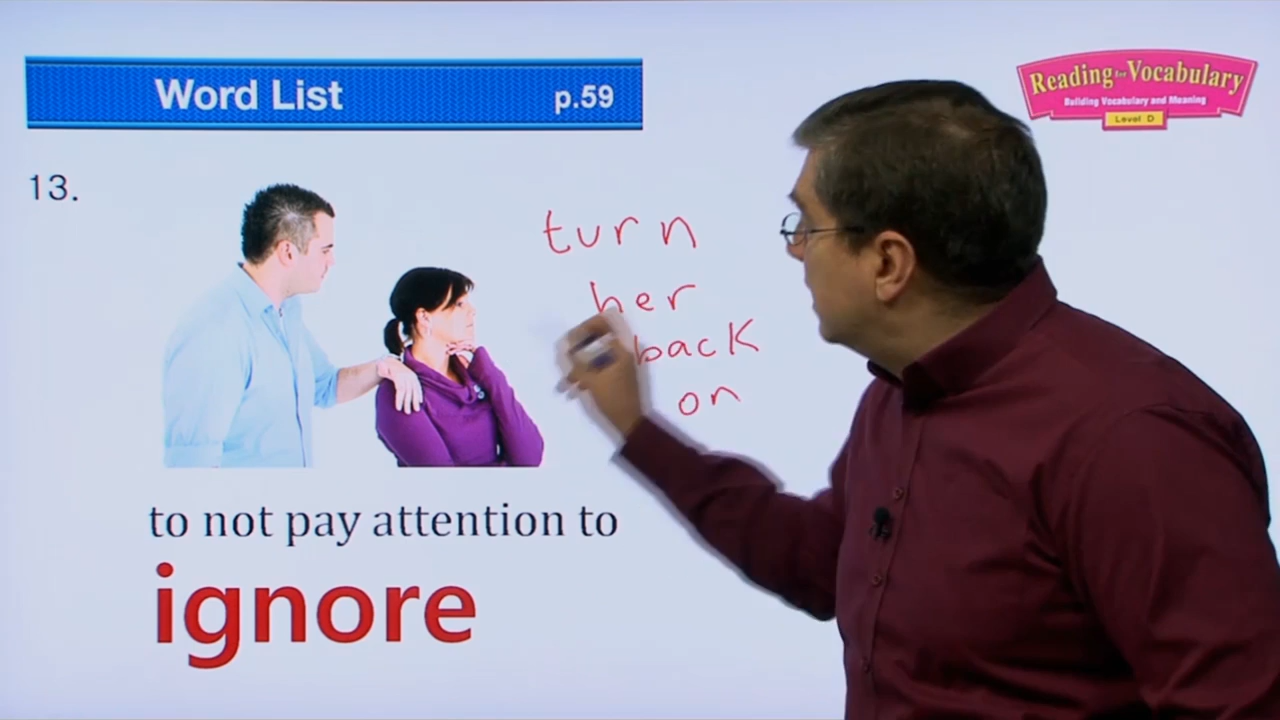 Word List p.59
Reading for Vocabulary
Building Vocabulary and Meaning
Level D
13.
turn
her
back
on
to not pay attention to
ignore